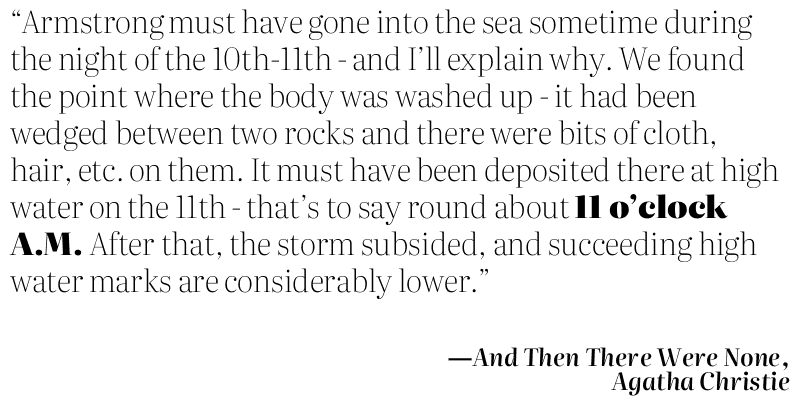 “Armstrong must have gone into the sea sometime during
the night of the 10th-11th - and I’ll explain why. We found
the point where the body was washed up - it had been
wedged between two rocks and there were bits of cloth,
hair, etc. on them. It must have been deposited there at high
water on the 11th - that’s to say round about 11 o’clock
A.M. After that, the storm subsided, and succeeding high
water marks are considerably lower.”
—And Then There Were None,
Agatha Christie